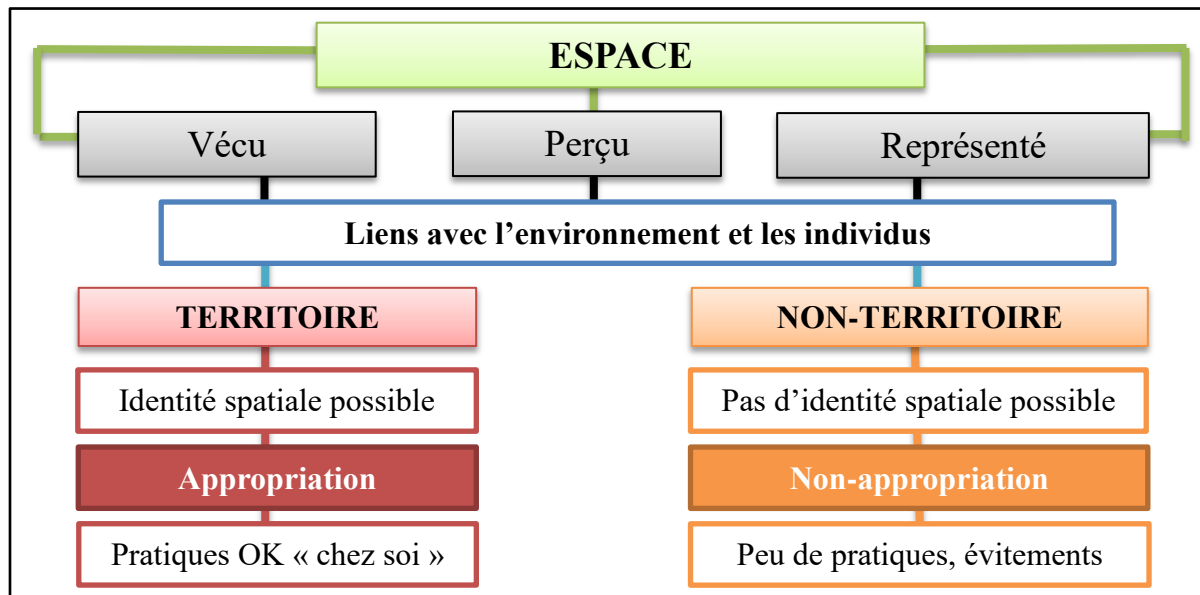 ESPACE
Vécu
Perçu
Représenté
Liens avec l’environnement et les individus
TERRITOIRE
NON-TERRITOIRE
Identité spatiale possible
Pas d’identité spatiale possible
Appropriation
Non-appropriation
Pratiques OK « chez soi »
Peu de pratiques, évitements